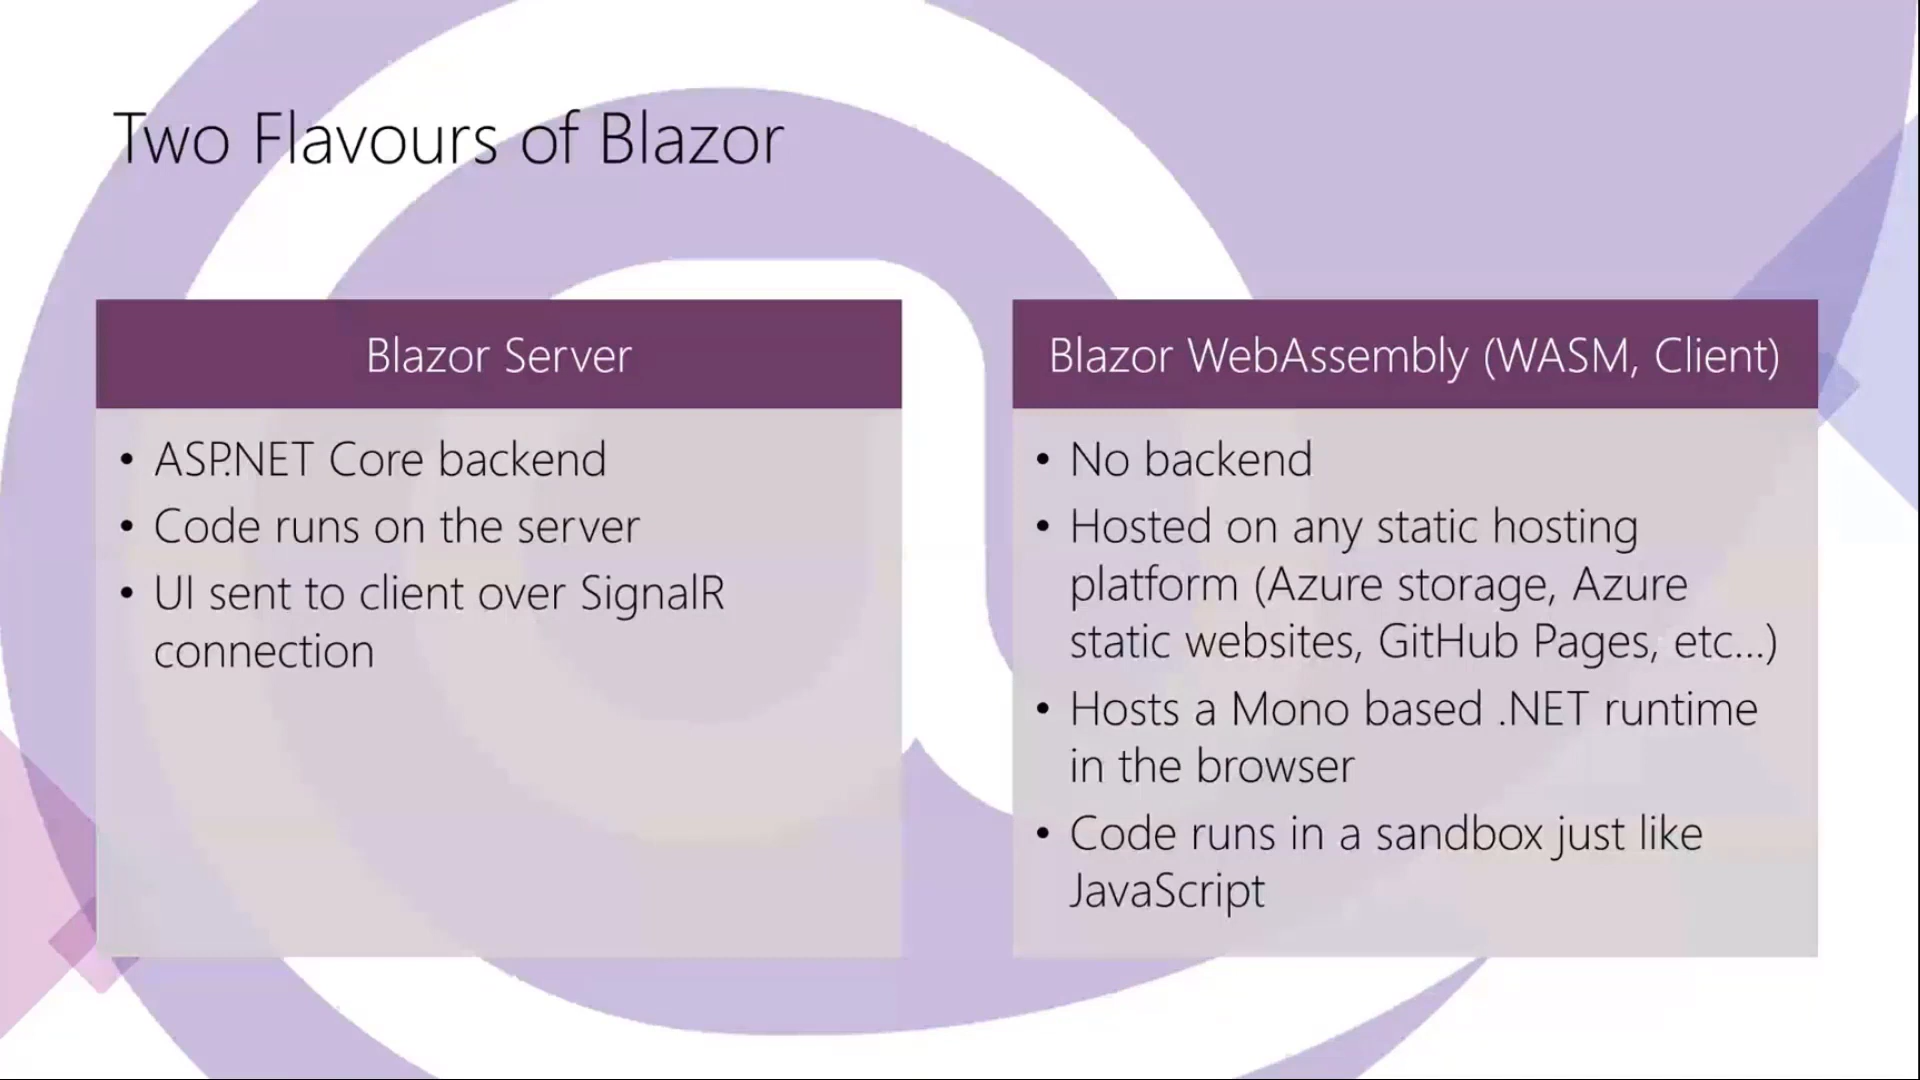 Two Flavours of Blazor
Blazor Server
• ASP.NET Core backend
• Code runs on the server
• UI sent to client over SignalR
connection
Blazor WebAssembly (WASM, Client)
• No backend
• Hosted on any static hosting
platform (Azure storage, Azure
static websites, GitHub Pages, etc...)
• Hosts a Mono based .NET runtime
in the browser
• Code runs in a sandbox just like
JavaScript